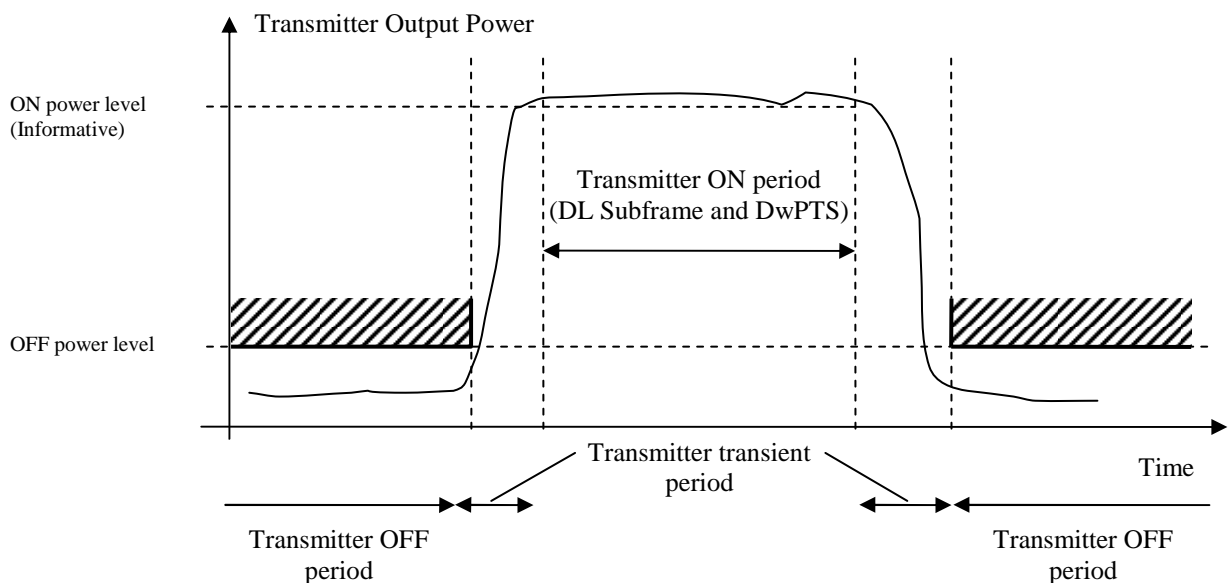 Transmitter Output Power
ON power level
(Informative)
Transmitter ON period
(DL Subframe and DwPTS)
OFF power level
Transmitter transient
period
Time
Transmitter OFF
period
Transmitter OFF
period